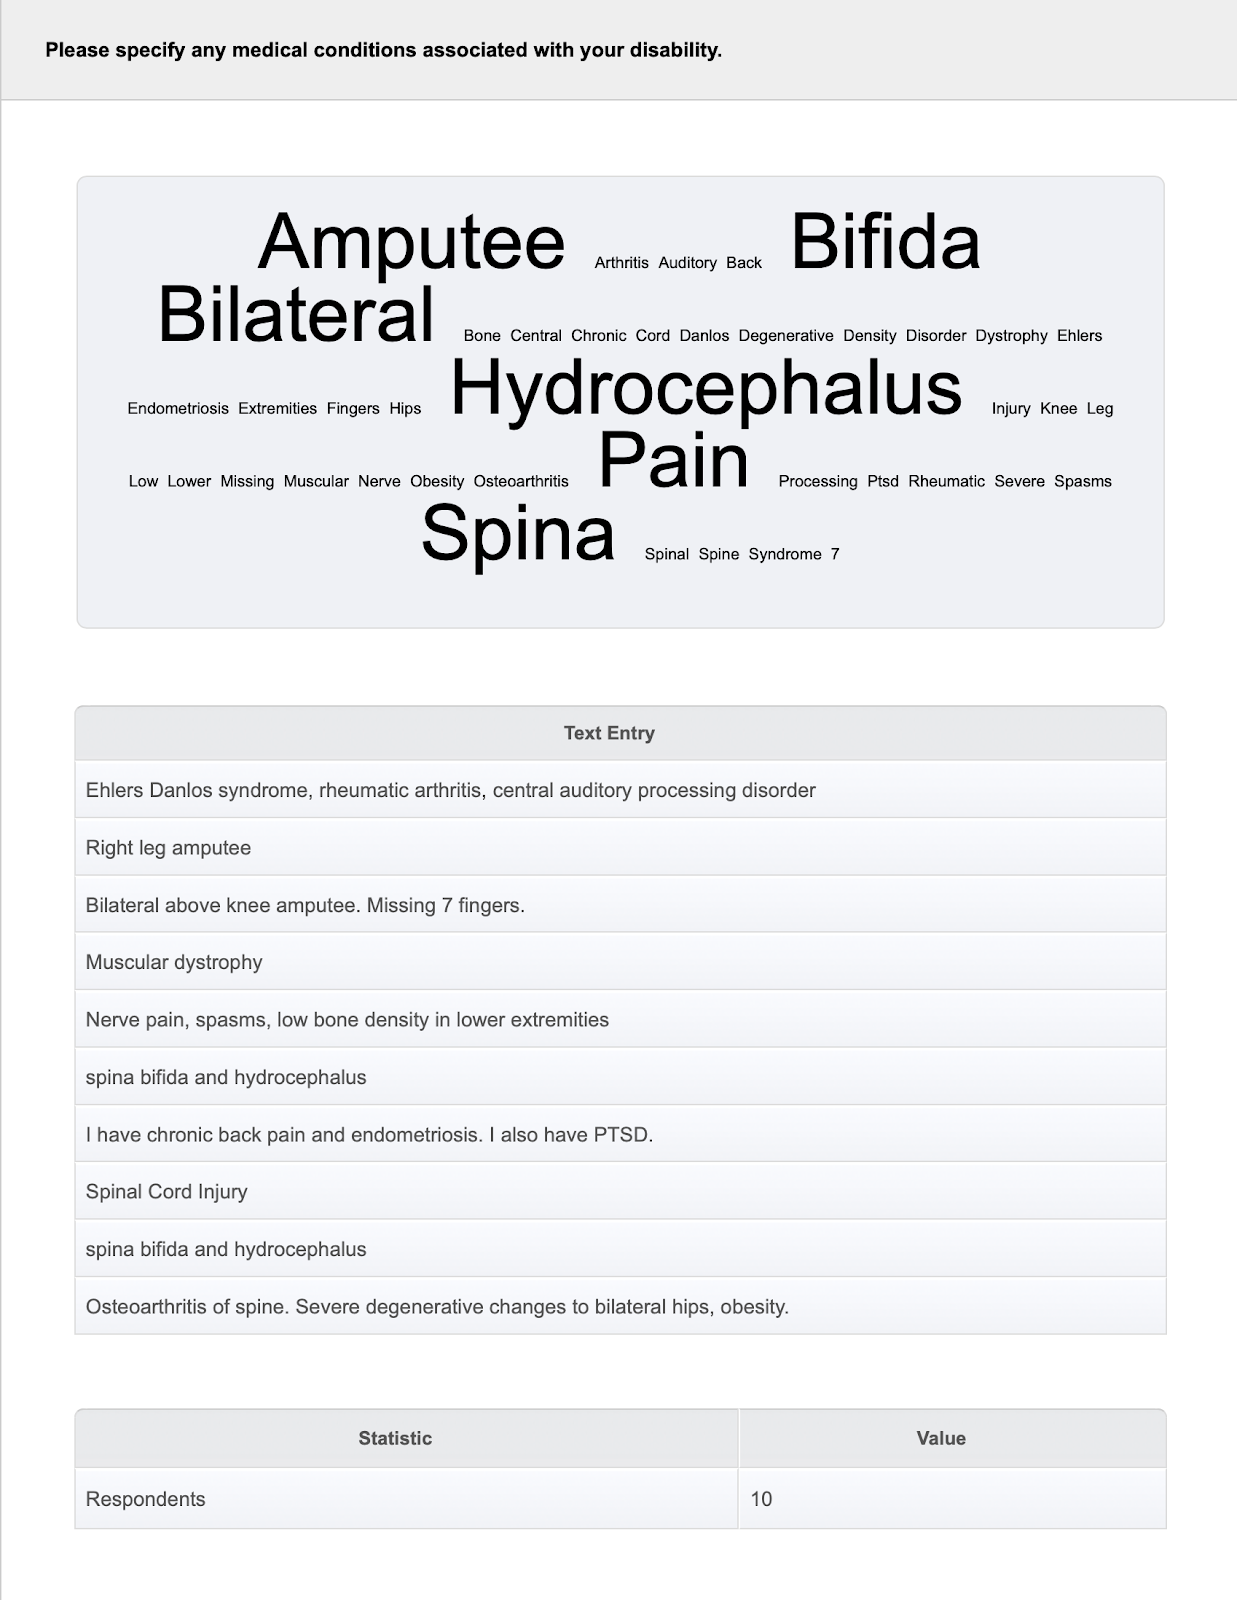 Please specify any medical conditions associated with your disability.
Amputee Arthritis Auditory Back Bifida
Bilateral Bone Central Chronic Cord Danlos Degenerative Density Disorder Dystrophy Ehlers
Endometriosis Extremities Fingers Hips Hydrocephalus Injury Knee Leg
Low Lower Missing Muscular Nerve Obesity Osteoarthritis Pain Processing Ptsd Rheumatic Severe Spasms
Spina Spinal Spine Syndrome 7
Text Entry
Ehlers Danlos syndrome, rheumatic arthritis, central auditory processing disorder
Right leg amputee
Bilateral above knee amputee. Missing 7 fingers.
Muscular dystrophy
Nerve pain, spasms, low bone density in lower extremities
spina bifida and hydrocephalus
I have chronic back pain and endometriosis. I also have PTSD.
Spinal Cord Injury
spina bifida and hydrocephalus
Osteoarthritis of spine. Severe degenerative changes to bilateral hips, obesity.
Statistic Value
Respondents 10